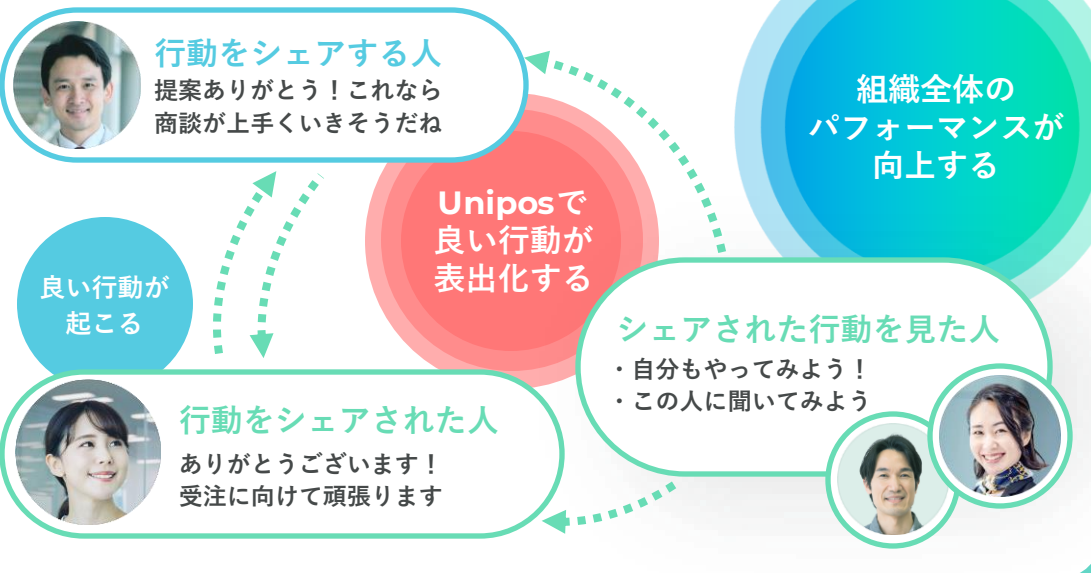 行動をシェアする人
提案ありがとう！これなら
商談が上手くいきそうだね
組織全体の
パフォーマンスが
向上する
Uniposで
良い行動が
表出化する
良い行動が
起こる
シェアされた行動を見た人
・自分もやってみよう！
・この人に聞いてみよう
行動をシェアされた人
ありがとうございます！
受注に向けて頑張ります